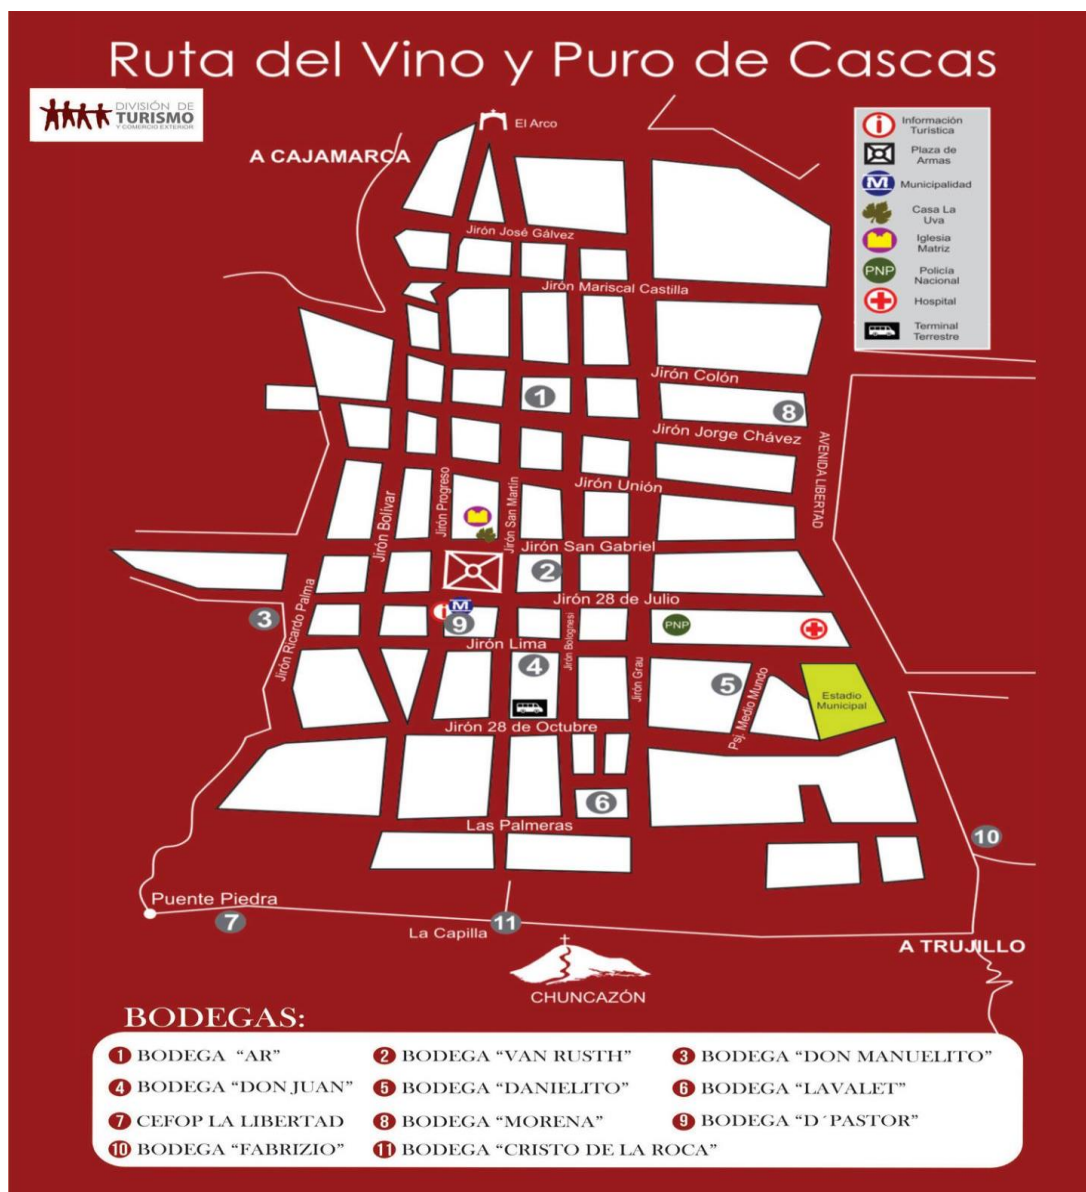 Ruta del Vino y Puro de Cascas
DIVISIÓN DE
TURISMO
Y COMERCIO EXTERIOR
El Arco
A CAJAMARCA
Información
Turística
Plaza de
Armas
M
Municipalidad
Casa La
Uva
Iglesia
Matriz
PNP
Policía
Nacional
Hospital
Terminal
Terrestre
Jirón José Gálvez
Jirón Mariscal Castilla
Jirón Colón
1
8
Jirón Jorge Chávez
AVENIDA LIBERTAD
Jirón Unión
Jirón Progreso
Jirón San Martín
Jirón Bolívar
Jirón San Gabriel
2
Jirón 28 de Julio
Jirón Ricardo Palma
3
i
M
9
PNP
Jirón Lima
Jirón Bolognesi
Jirón Grau
4
5
Psj. Medio Mundo
Estadio
Municipal
Jirón 28 de Octubre
6
Las Palmeras
10
Puente Piedra
7
La Capilla
11
A TRUJILLO
CHUNCAZÓN
BODEGAS:
1 BODEGA “AR”
2 BODEGA “VAN RUSTH”
3 BODEGA “DON MANUELITO”
4 BODEGA “DON JUAN”
5 BODEGA “DANIELITO”
6 BODEGA “LAVALET”
7 CEFOP LA LIBERTAD
8 BODEGA “MORENA”
9 BODEGA “D´PASTOR”
10 BODEGA “FABRIZIO”
11 BODEGA “CRISTO DE LA ROCA”